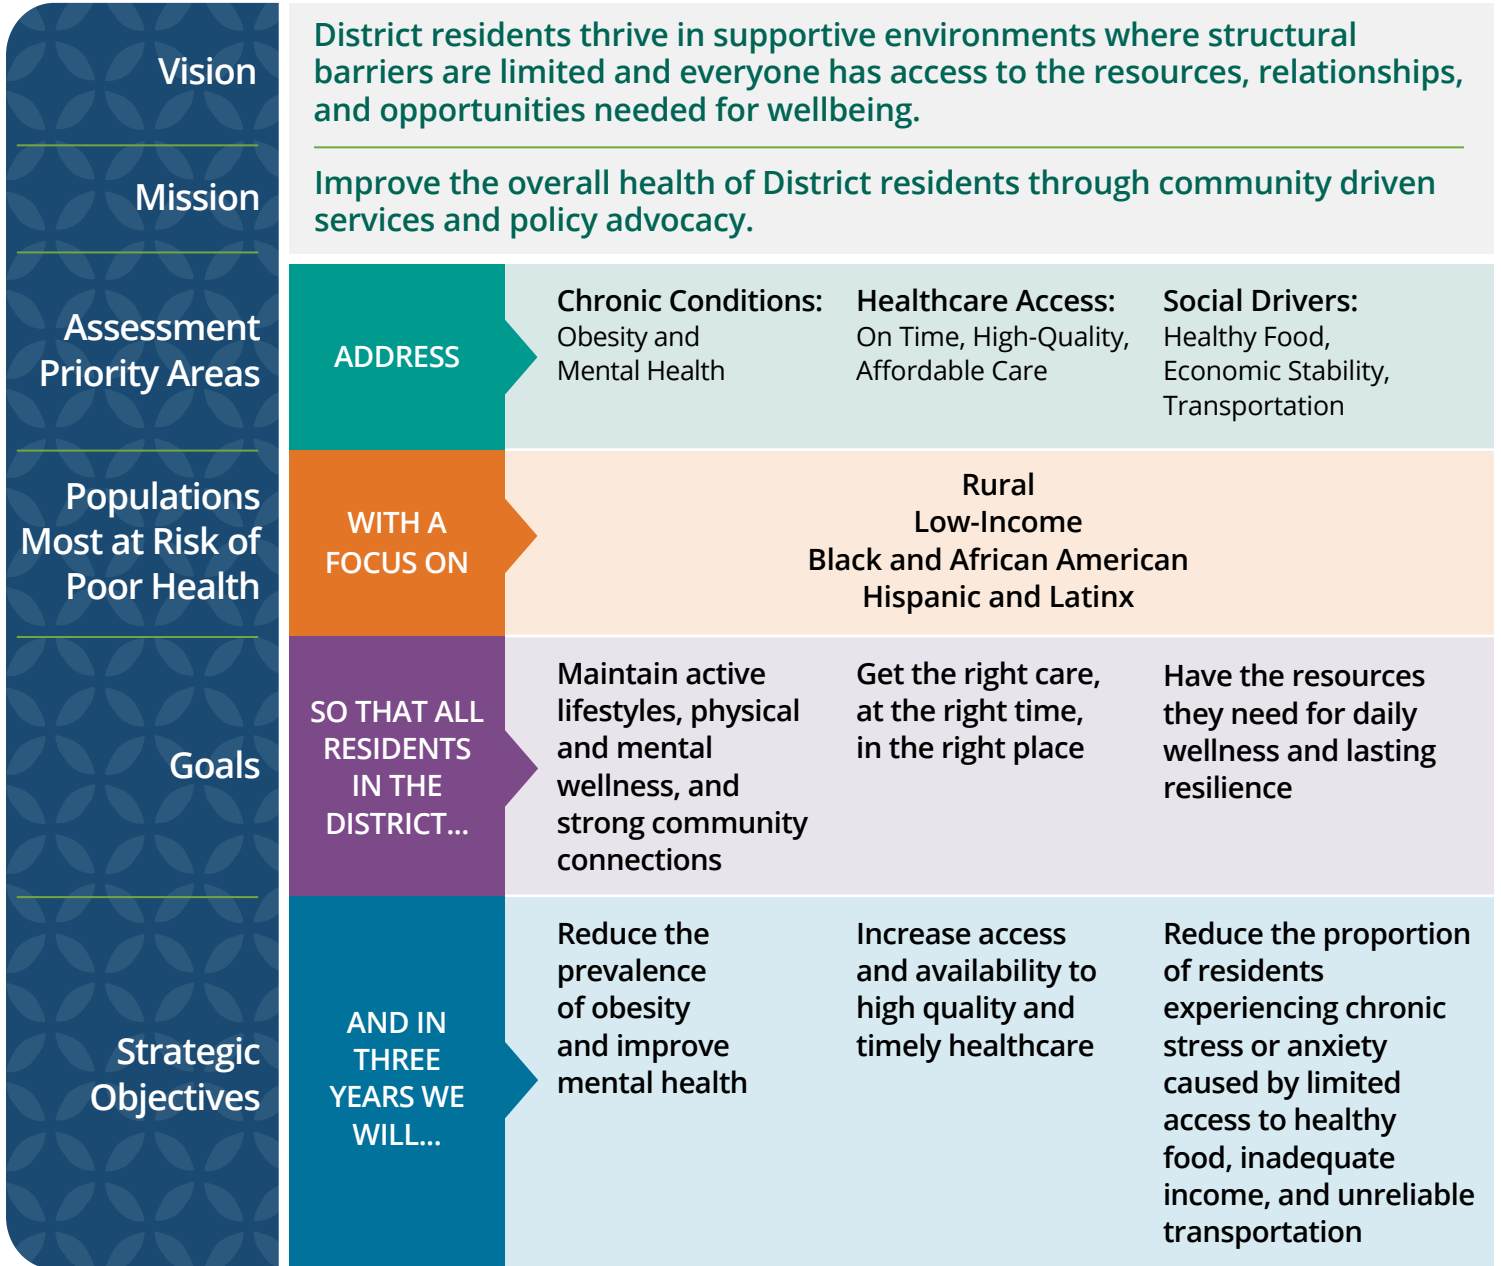 Vision
District residents thrive in supportive environments where structural
barriers are limited and everyone has access to the resources, relationships,
and opportunities needed for wellbeing.
Mission
Improve the overall health of District residents through community driven
services and policy advocacy.
Assessment
Priority Areas
ADDRESS
Chronic Conditions:
Obesity and
Mental Health
Healthcare Access:
On Time, High-Quality,
Affordable Care
Social Drivers:
Healthy Food,
Economic Stability,
Transportation
Populations
Most at Risk of
Poor Health
WITH A
FOCUS ON
Rural
Low-Income
Black and African American
Hispanic and Latinx
Goals
SO THAT ALL
RESIDENTS
IN THE
DISTRICT...
Maintain active
lifestyles, physical
and mental
wellness, and
strong community
connections
Get the right care,
at the right time,
in the right place
Have the resources
they need for daily
wellness and lasting
resilience
Strategic
Objectives
AND IN
THREE
YEARS WE
WILL...
Reduce the
prevalence
of obesity
and improve
mental health
Increase access
and availability to
high quality and
timely healthcare
Reduce the proportion
of residents
experiencing chronic
stress or anxiety
caused by limited
access to healthy
food, inadequate
income, and unreliable
transportation